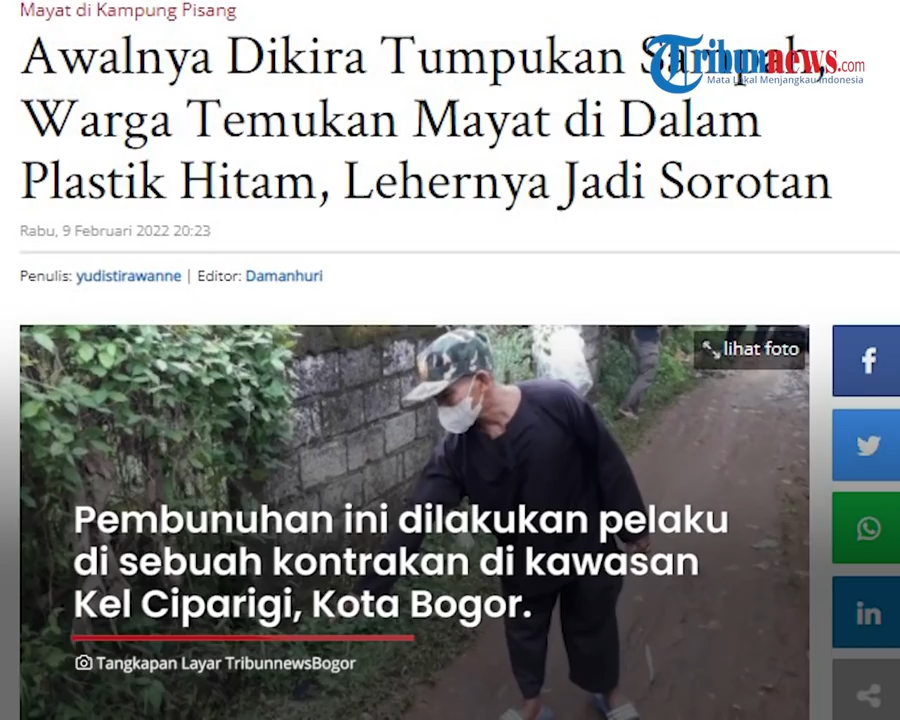 Mayat di Kampung Pisang
Awalnya Dikira Tumpukan Sampah,
Tribunnews.com
Mata Lokal Menjangkau Indonesia
Warga Temukan Mayat di Dalam
Plastik Hitam, Lehernya Jadi Sorotan
Rabu, 9 Februari 2022 20:23
Penulis: yudistirawanne | Editor: Damanhuri
lihat foto
Pembunuhan ini dilakukan pelaku
di sebuah kontrakan di kawasan
Kel Ciparigi, Kota Bogor.
Tangkapan Layar TribunnewsBogor